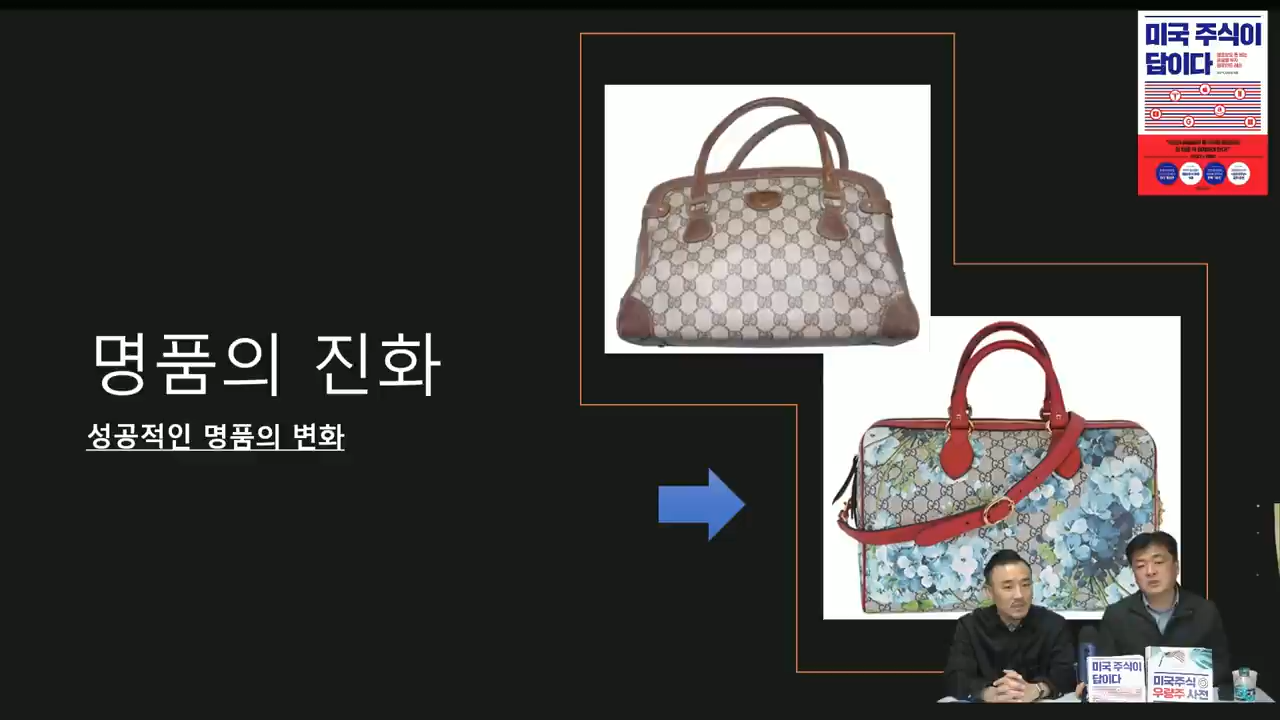 명품의 진화
성공적인 명품의 변화
미국 주식이
답이다
미국 주식이
답이다
미국주식
우량주 사전